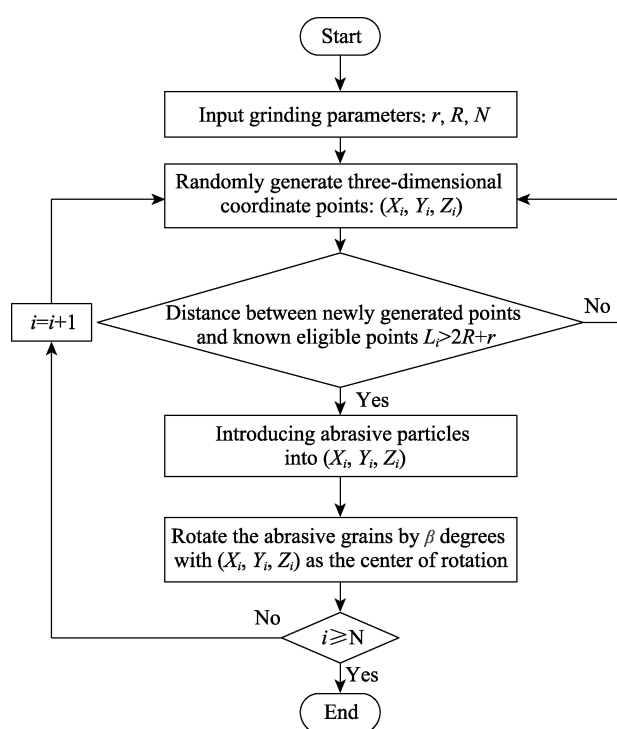 Start
Input grinding parameters: r, R, N
Randomly generate three-dimensional
coordinate points: (Xi, Yi, Zi)
Distance between newly generated points
and known eligible points Li>2R+r
No
i=i+1
Yes
Introducing abrasive particles
into (Xi, Yi, Zi)
Rotate the abrasive grains by β degrees
with (Xi, Yi, Zi) as the center of rotation
No
i⩾N
Yes
End